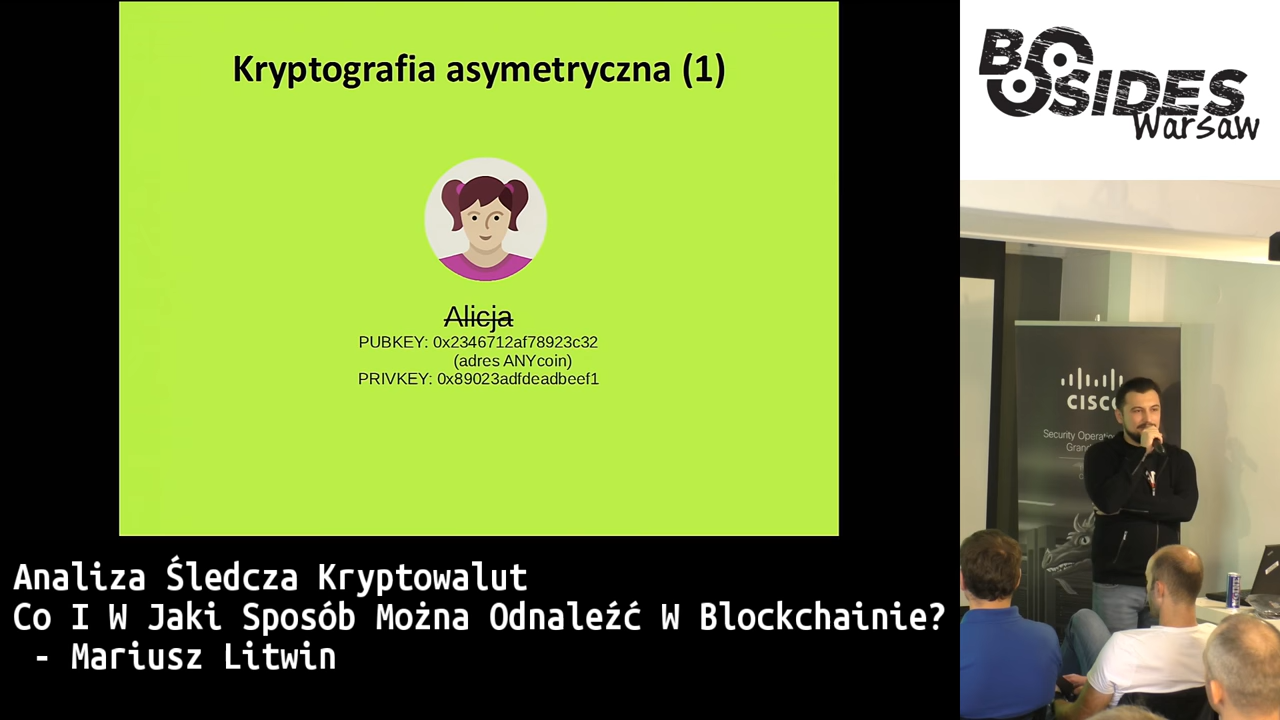 Kryptografia asymetryczna (1)
Alicja
PUBKEY: 0x2346712af78923c32
(adres ANYcoin)
PRIVKEY: 0x89023adfdeadbeef1
Analiza Śledcza Kryptowalut
Co I W Jaki Sposób Można Odnaleźć W Blockchainie?
- Mariusz Litwin
BSIDES
Warsaw
CISCO
Security